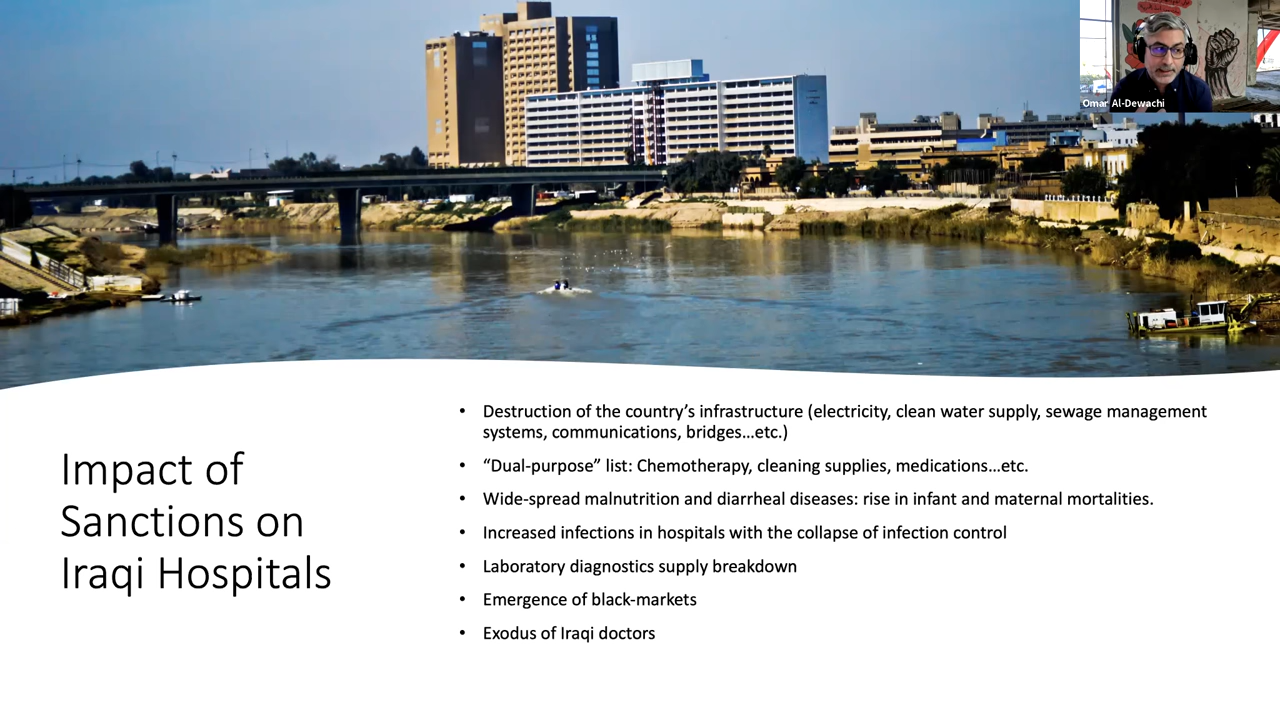 Omar Al-Dewachi
Impact of
Sanctions on
Iraqi Hospitals
• Destruction of the country’s infrastructure (electricity, clean water supply, sewage management
systems, communications, bridges…etc.)
• “Dual-purpose” list: Chemotherapy, cleaning supplies, medications…etc.
• Wide-spread malnutrition and diarrheal diseases: rise in infant and maternal mortalities.
• Increased infections in hospitals with the collapse of infection control
• Laboratory diagnostics supply breakdown
• Emergence of black-markets
• Exodus of Iraqi doctors